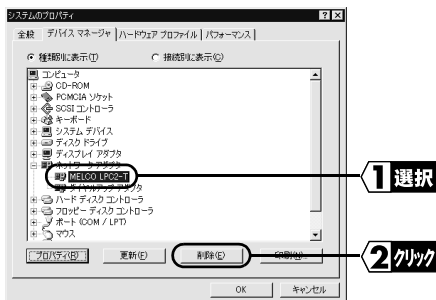 システムのプロパティ
全般 デバイス マネージャ ハードウェア プロファイル パフォーマンス
種類別に表示(T) 接続別に表示(C)
コンピュータ
CD-ROM
PCMCIA ソケット
SCSI コントローラ
キーボード
システム デバイス
ディスク ドライブ
ディスプレイ アダプタ
ネットワーク アダプタ
MELCO LPC2-T
1 選択
ダイヤルアップ アダプタ
ハード ディスク コントローラ
フロッピー ディスク コントローラ
ポート (COM / LPT)
マウス
プロパティ(R) 更新(F) 削除(E) 印刷(N)...
2 クリック
OK キャンセル